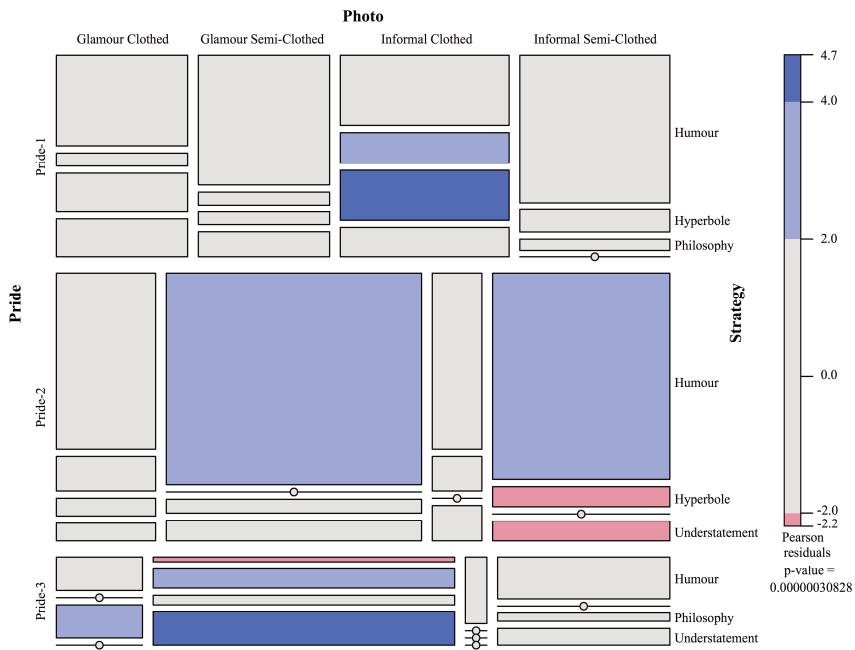 Photo
Glamour Clothed Glamour Semi-Clothed Informal Clothed Informal Semi-Clothed
Pride
Pride-1
Humour
Hyperbole
Philosophy
Pride-2
Humour
Hyperbole
Understatement
Pride-3
Humour
Philosophy
Understatement
Strategy
4.7
4.0
2.0
0.0
-2.0
-2.2
Pearson
residuals
p-value =
0.00000030828